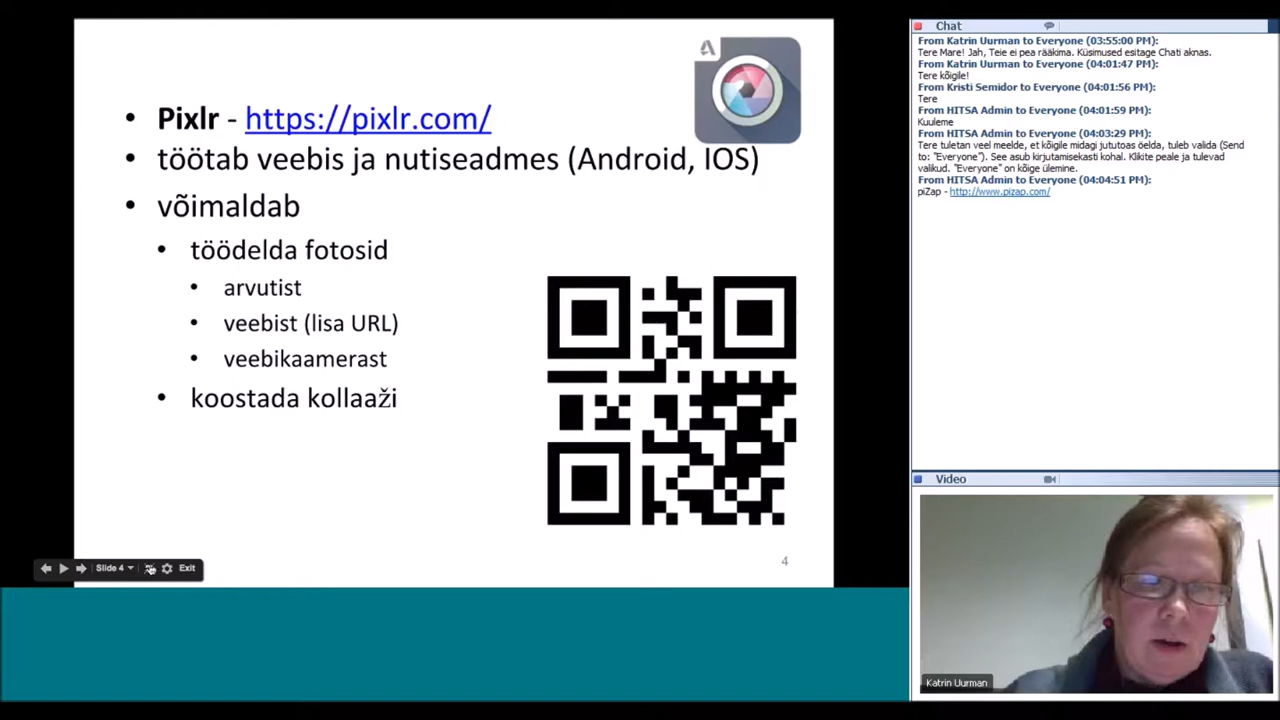 • Pixlr - https://pixlr.com/
• töötab veebis ja nutiseadmes (Android, IOS)
• võimaldab
• töödelda fotosid
• arvutist
• veebist (lisa URL)
• veebikaamerast
• koostada kollaaži
4
Slide 4
Exit
Chat
From Katrin Uurman to Everyone (03:55:00 PM):
Tere Mare! Jah, Teie ei pea rääkima. Küsimused esitage Chati aknas.
From Katrin Uurman to Everyone (04:01:47 PM):
Tere kõigile!
From Kristi Semidor to Everyone (04:01:56 PM):
Tere
From HITSA Admin to Everyone (04:01:59 PM):
Kuuleme
From HITSA Admin to Everyone (04:03:29 PM):
Tere tuletan veel meelde, et kõigile midagi jututoas öelda, tuleb valida (Send
to: "Everyone"). See asub kirjutamisekasti kohal. Klikite peale ja tulevad
valikud. "Everyone" on kõige ülemine.
From HITSA Admin to Everyone (04:04:51 PM):
piZap - http://www.pizap.com/
Video
Katrin Uurman